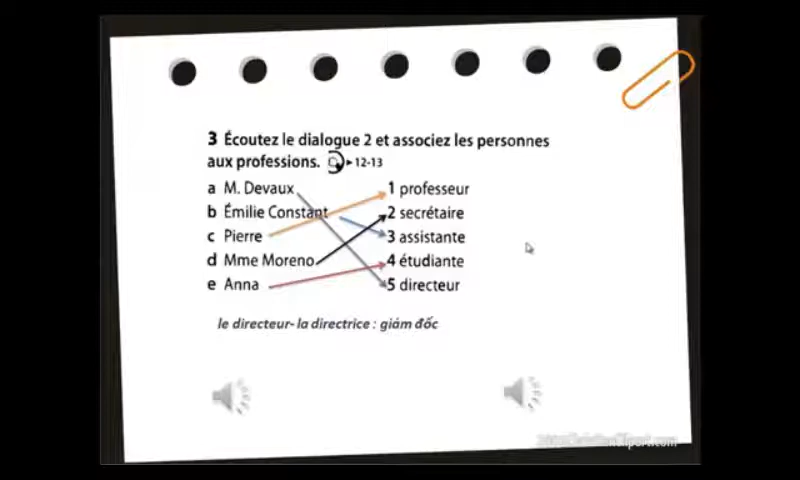 3 Écoutez le dialogue 2 et associez les personnes
aux professions. ▸12-13
a M. Devaux 1 professeur
b Émilie Constant 2 secrétaire
c Pierre 3 assistante
d Mme Moreno 4 étudiante
e Anna 5 directeur
le directeur- la directrice : giám đốc